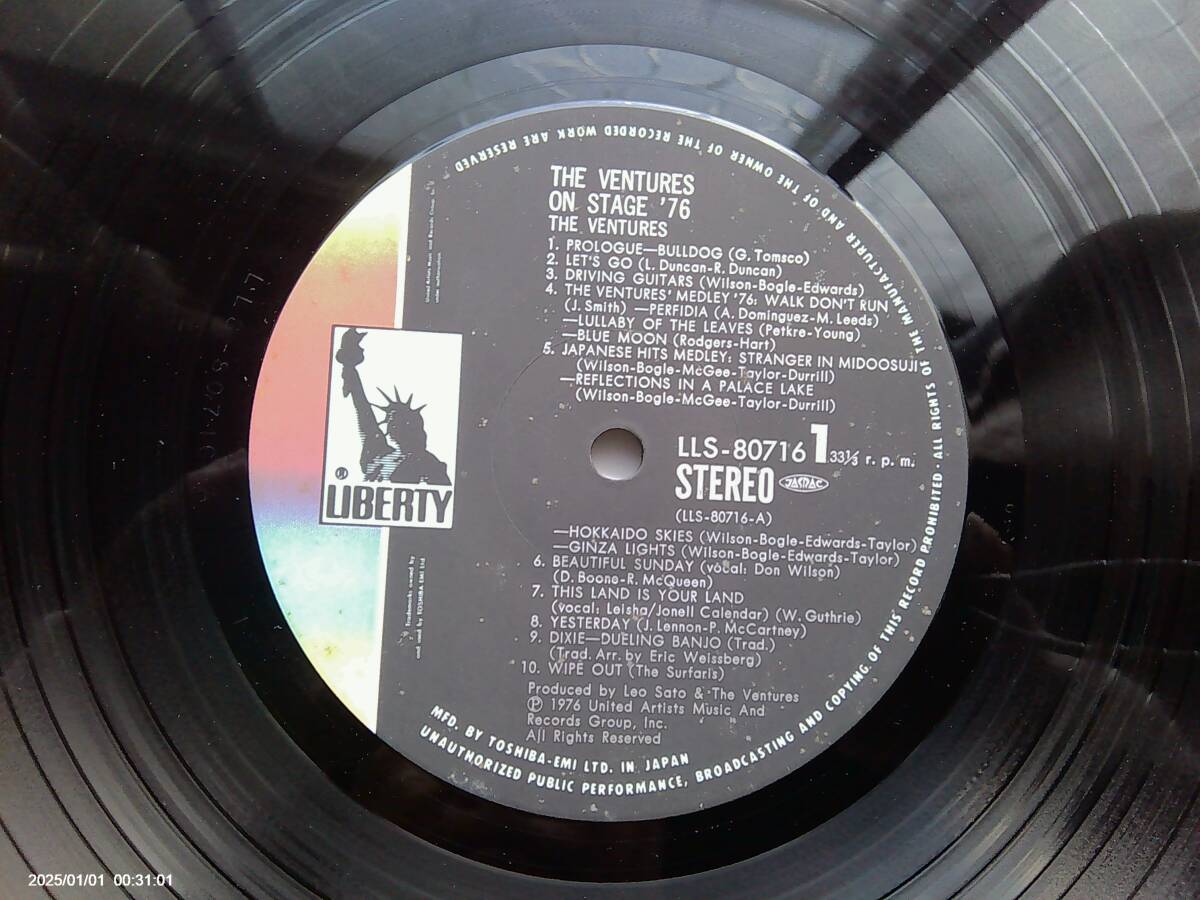 THE VENTURES
ON STAGE '76
THE VENTURES
1. PROLOGUE—BULLDOG (G. Tomsco)
2. LET'S GO (L. Duncan-R. Duncan)
3. DRIVING GUITARS (Wilson-Bogle-Edwards)
4. THE VENTURES' MEDLEY '76: WALK DON'T RUN
(J. Smith) —PERFIDIA (A. Dominguez-M. Leeds)
—LULLABY OF THE LEAVES (Petkre-Young)
—BLUE MOON (Rodgers-Hart)
5. JAPANESE HITS MEDLEY: STRANGER IN MIDOOSUJI
(Wilson-Bogle-McGee-Taylor-Durrill)
—REFLECTIONS IN A PALACE LAKE
(Wilson-Bogle-McGee-Taylor-Durrill)
LLS-80716 1 33⅓ r. p. m.
STEREO JASRAC
(LLS-80716-A)
—HOKKAIDO SKIES (Wilson-Bogle-Edwards-Taylor)
—GINZA LIGHTS (Wilson-Bogle-Edwards-Taylor)
6. BEAUTIFUL SUNDAY (vocal: Don Wilson)
(D. Boone-R. McQueen)
7. THIS LAND IS YOUR LAND
(vocal: Leisha/Jonell Calendar) (W. Guthrie)
8. YESTERDAY (J. Lennon-P. McCartney)
9. DIXIE—DUELING BANJO (Trad.)
(Trad. Arr. by Eric Weissberg)
10. WIPE OUT (The Surfaris)
Produced by Leo Sato & The Ventures
Ⓟ 1976 United Artists Music And
Records Group, Inc.
All Rights Reserved
LIBERTY
Trademarks owned by
MFD. BY TOSHIBA-EMI LTD. IN JAPAN
UNAUTHORIZED PUBLIC PERFORMANCE, BROADCASTING AND COPYING OF THIS RECORD PROHIBITED · ALL RIGHTS OF THE MANUFACTURER AND OF THE OWNER OF THE RECORDED WORK ARE RESERVED
2025/01/01 00:31:01